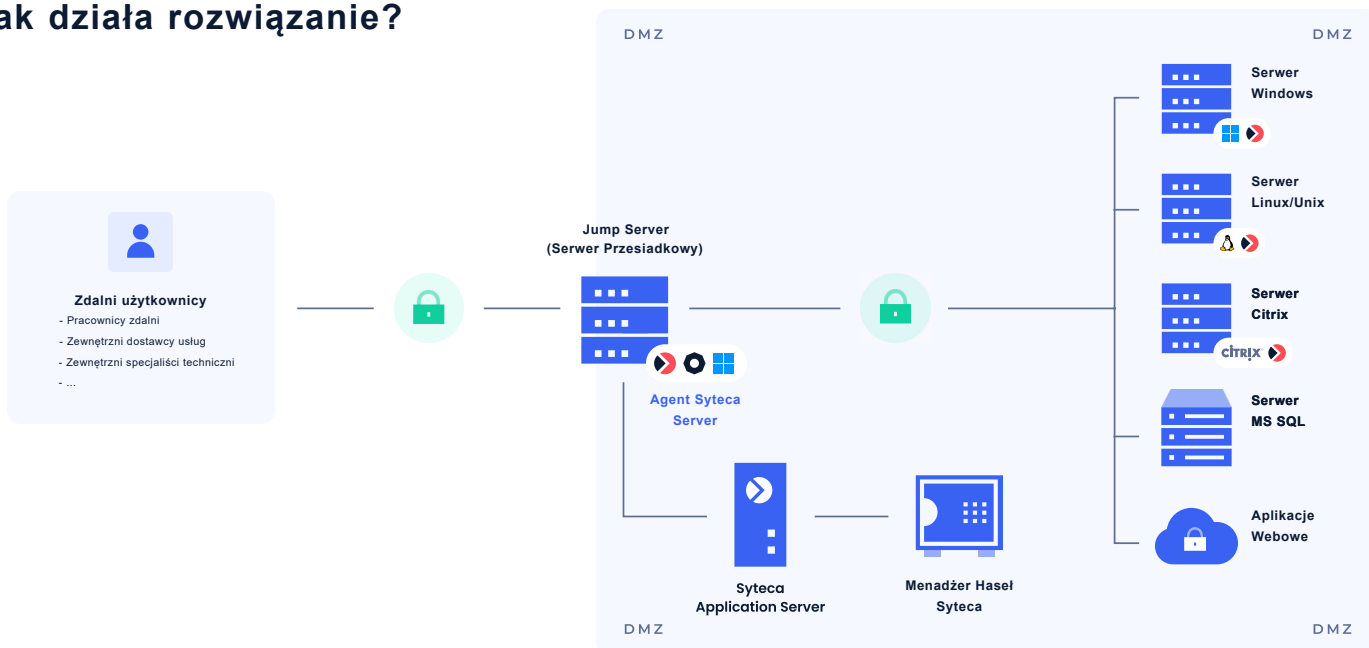 ak działa rozwiązanie?
DMZ
DMZ
Serwer
Windows
Serwer
Linux/Unix
Jump Server
(Serwer Przesiadkowy)
Zdalni użytkownicy
- Pracownicy zdalni
- Zewnętrzni dostawcy usług
- Zewnętrzni specjaliści techniczni
- ...
Serwer
Citrix
CİTRİX
Agent Syteca
Server
Serwer
MS SQL
Aplikacje
Webowe
Syteca
Application Server
Menadżer Haseł
Syteca
DMZ
DMZ